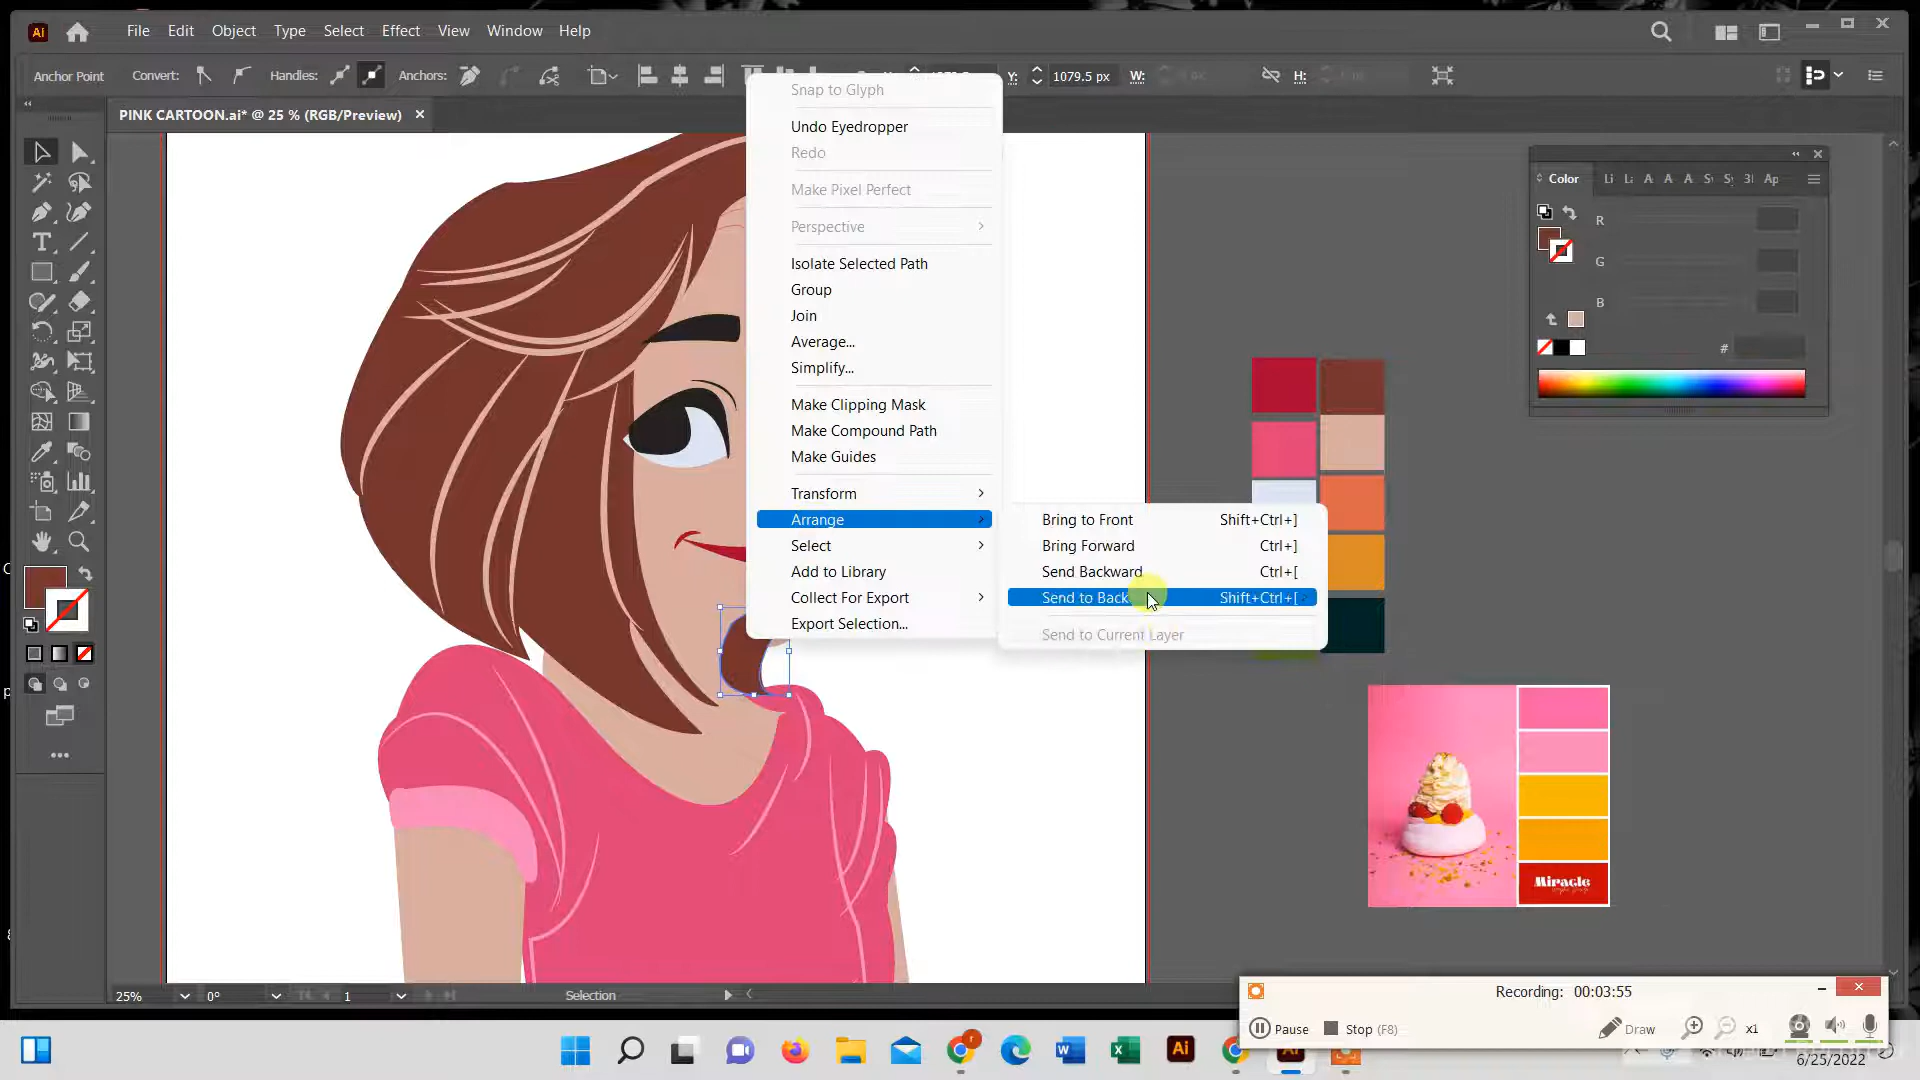 Ai File Edit Object Type Select Effect View Window Help
Anchor Point Convert: Handles: Anchors: Y: 1079.5 px W: H:
PINK CARTOON.ai* @ 25 % (RGB/Preview) ×
Snap to Glyph
Undo Eyedropper
Redo
Make Pixel Perfect
Perspective
Isolate Selected Path
Group
Join
Average...
Simplify...
Make Clipping Mask
Make Compound Path
Make Guides
Transform
Arrange
Select
Add to Library
Collect For Export
Export Selection...
Bring to Front Shift+Ctrl+]
Bring Forward Ctrl+]
Send Backward Ctrl+[
Send to Back Shift+Ctrl+[
Send to Current Layer
Color Li A A A 3I Ap
R
G
B
#
Miracle
25% 0° 1 Selection
Recording: 00:03:55
Pause Stop (F8) Draw x1
Ai
6/25/2022